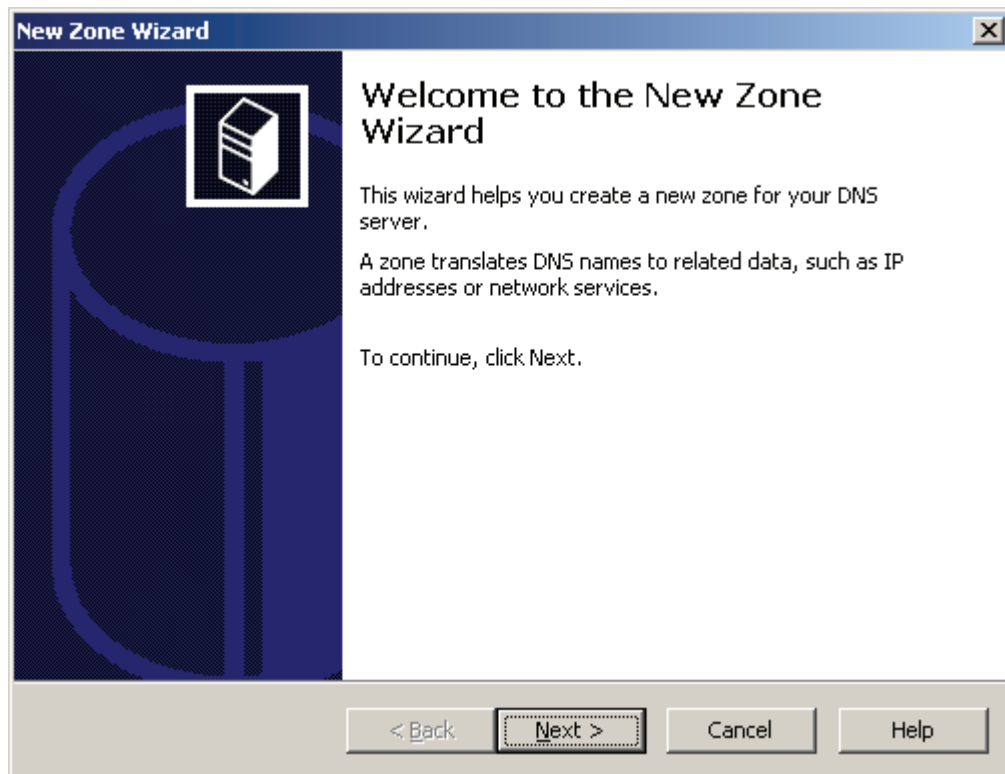 New Zone Wizard
Welcome to the New Zone
Wizard
This wizard helps you create a new zone for your DNS
server.
A zone translates DNS names to related data, such as IP
addresses or network services.
To continue, click Next.
< Back
Next >
Cancel
Help